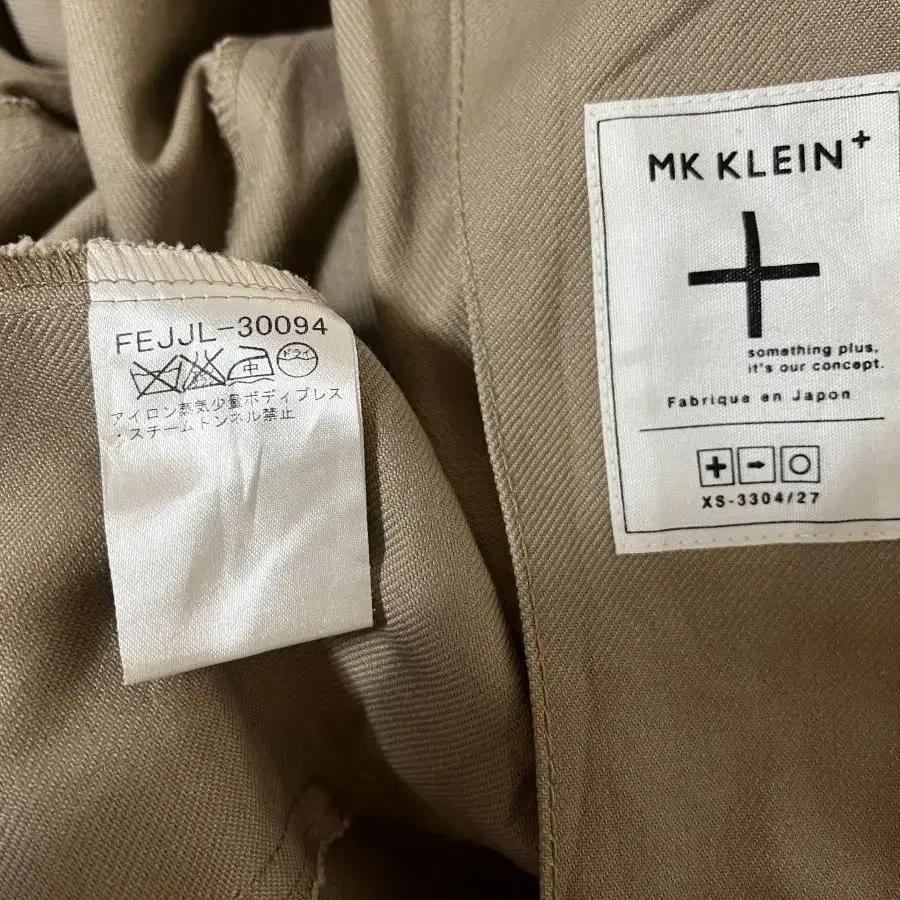 FEJJL-30094
中 ドライ
アイロン蒸気少量ボディプレス
・スチームトンネル禁止
MK KLEIN+
something plus.
it's our concept.
Fabrique en Japon
XS-3304/27